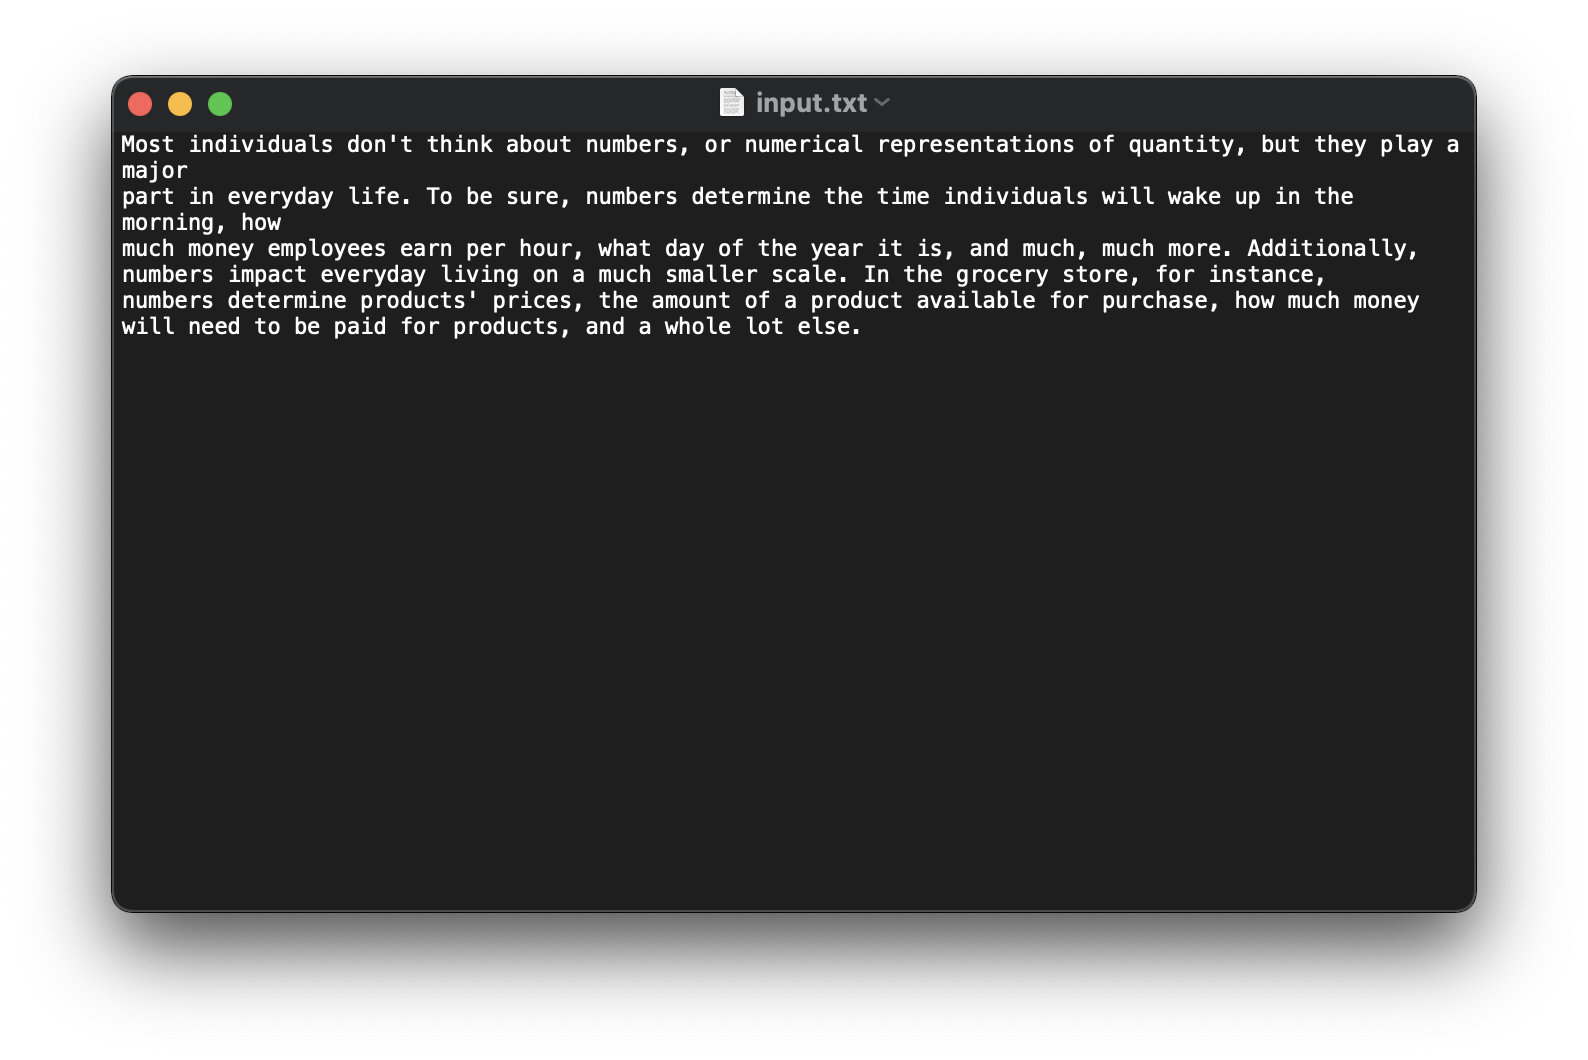 input.txt
Most individuals don't think about numbers, or numerical representations of quantity, but they play a
major
part in everyday life. To be sure, numbers determine the time individuals will wake up in the
morning, how
much money employees earn per hour, what day of the year it is, and much, much more. Additionally,
numbers impact everyday living on a much smaller scale. In the grocery store, for instance,
numbers determine products' prices, the amount of a product available for purchase, how much money
will need to be paid for products, and a whole lot else.